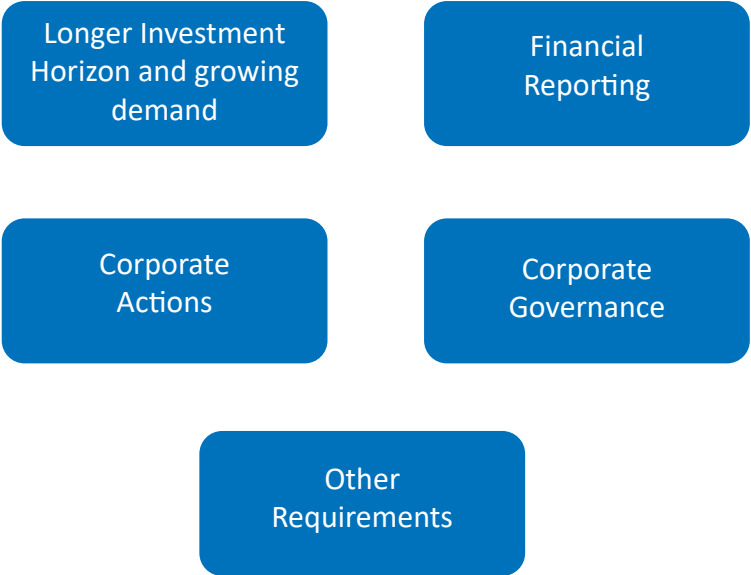 Longer Investment
Horizon and growing
demand
Financial
Reporting
Corporate
Actions
Corporate
Governance
Other
Requirements